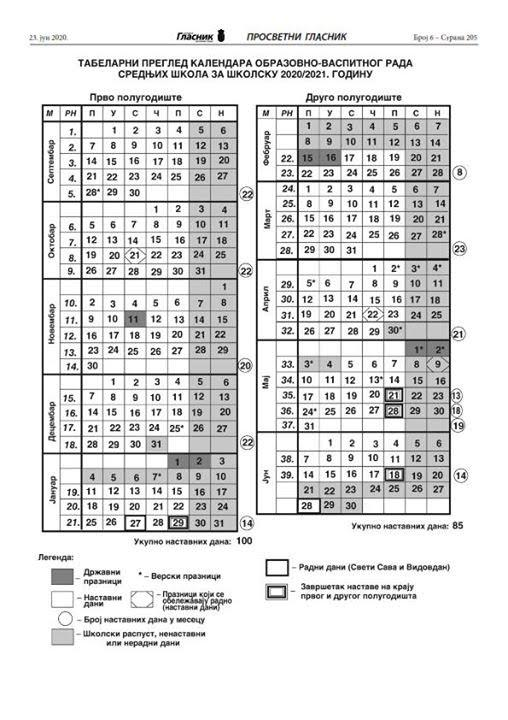 23. јун 2020.
Гласник
ПРОСВЕТНИ ГЛАСНИК
Број 6 – Страна 205
ТАБЕЛАРНИ ПРЕГЛЕД КАЛЕНДАРА ОБРАЗОВНО-ВАСПИТНОГ РАДА
СРЕДЊИХ ШКОЛА ЗА ШКОЛСКУ 2020/2021. ГОДИНУ
Прво полугодиште
М РН П У С Ч П С Н
Септембар
1. 1 2 3 4 5 6
2. 7 8 9 10 11 12 13
3. 14 15 16 17 18 19 20
4. 21 22 23 24 25 26 27
5. 28* 29 30
22
Октобар
1 2 3 4
6. 5 6 7 8 9 10 11
7. 12 13 14 15 16 17 18
8. 19 20 21 22 23 24 25
9. 26 27 28 29 30 31
22
Новембар
1
10. 2 3 4 5 6 7 8
11. 9 10 11 12 13 14 15
12. 16 17 18 19 20 21 22
13. 23 24 25 26 27 28 29
14. 30
20
Децембар
1 2 3 4 5 6
15. 7 8 9 10 11 12 13
16. 14 15 16 17 18 19 20
17. 21 22 23 24 25* 26 27
18. 28 29 30 31
22
Јануар
1 2 3
4 5 6 7* 8 9 10
19. 11 12 13 14 15 16 17
20. 18 19 20 21 22 23 24
21. 25 26 27 28 29 30 31
14
Укупно наставних дана: 100
Друго полугодиште
М РН П У С Ч П С Н
Фебруар
1 2 3 4 5 6 7
8 9 10 11 12 13 14
22. 15 16 17 18 19 20 21
23. 22 23 24 25 26 27 28
8
Март
24. 1 2 3 4 5 6 7
25. 8 9 10 11 12 13 14
26. 15 16 17 18 19 20 21
27. 22 23 24 25 26 27 28*
28. 29 30 31
23
Април
1 2* 3* 4*
29. 5* 6 7 8 9 10 11
30. 12 13 14 15 16 17 18
31. 19 20 21 22 23 24 25
32. 26 27 28 29 30*
21
Мај
1* 2*
33. 3* 4 5 6 7 8 9
34. 10 11 12 13* 14 15 16
35. 17 18 19 20 21 22 23
13
36. 24* 25 26 27 28 29 30
18
37. 31
19
Јун
1 2 3 4 5 6
38. 7 8 9 10 11 12 13
39. 14 15 16 17 18 19 20
14
21 22 23 24 25 26 27
28 29 30
Укупно наставних дана: 85
Легенда:
– Државни празници
* – Верски празници
– Наставни дани
– Празници који се обележавају радно (наставни дани)
– Број наставних дана у месецу
– Школски распуст, ненаставни или нерадни дани
– Радни дани (Свети Сава и Видовдан)
– Завршетак наставе на крају првог и другог полугодишта